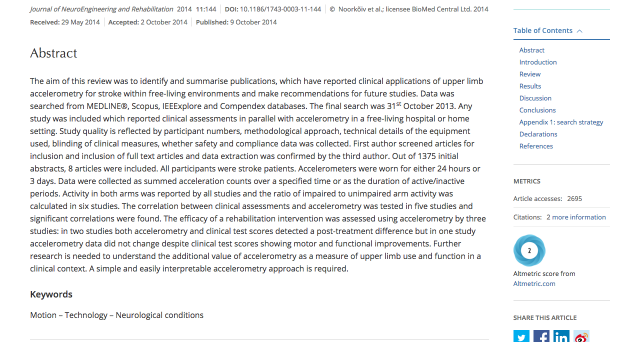 Journal of NeuroEngineering and Rehabilitation 2014 11:144 | DOI: 10.1186/1743-0003-11-144 | © Noorkõiv et al.; licensee BioMed Central Ltd. 2014
Received: 29 May 2014 | Accepted: 2 October 2014 | Published: 9 October 2014
Abstract
The aim of this review was to identify and summarise publications, which have reported clinical applications of upper limb
accelerometry for stroke within free-living environments and make recommendations for future studies. Data was
searched from MEDLINE®, Scopus, IEEExplore and Compendex databases. The final search was 31st October 2013. Any
study was included which reported clinical assessments in parallel with accelerometry in a free-living hospital or home
setting. Study quality is reflected by participant numbers, methodological approach, technical details of the equipment
used, blinding of clinical measures, whether safety and compliance data was collected. First author screened articles for
inclusion and inclusion of full text articles and data extraction was confirmed by the third author. Out of 1375 initial
abstracts, 8 articles were included. All participants were stroke patients. Accelerometers were worn for either 24 hours or
3 days. Data were collected as summed acceleration counts over a specified time or as the duration of active/inactive
periods. Activity in both arms was reported by all studies and the ratio of impaired to unimpaired arm activity was
calculated in six studies. The correlation between clinical assessments and accelerometry was tested in five studies and
significant correlations were found. The efficacy of a rehabilitation intervention was assessed using accelerometry by three
studies: in two studies both accelerometry and clinical test scores detected a post-treatment difference but in one study
accelerometry data did not change despite clinical test scores showing motor and functional improvements. Further
research is needed to understand the additional value of accelerometry as a measure of upper limb use and function in a
clinical context. A simple and easily interpretable accelerometry approach is required.
Keywords
Motion – Technology – Neurological conditions
Table of Contents
Abstract
Introduction
Review
Results
Discussion
Conclusions
Appendix 1: search strategy
Declarations
References
METRICS
Article accesses: 2695
Citations: 2 more information
2
Altmetric score from
Altmetric.com
SHARE THIS ARTICLE